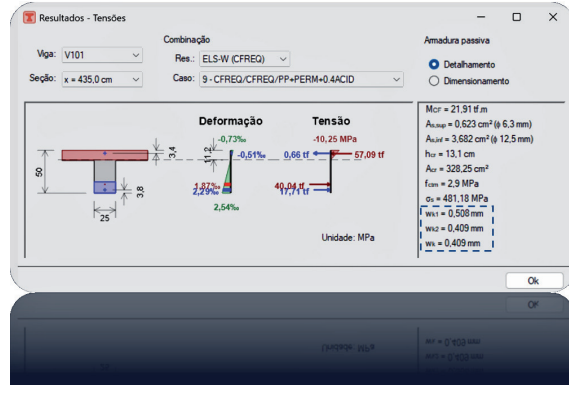 Resultados - Tensões
Combinação
Armadura passiva
Viga: V101
Res.: ELS-W (CFREQ)
Detalhamento
Seção: x = 435,0 cm
Caso: 9 - CFREQ/CFREQ/PP+PERM+0.4ACID
Dimensionamento
Deformação
Tensão
-0,73‰
-10,25 MPa
3,4
11,2
-0,51‰
0,66 tf
57,09 tf
50
3,8
25
1,87‰
2,29‰
40,04 tf
17,71 tf
2,54‰
Unidade: MPa
MCF = 21,91 tf.m
As,sup = 0,623 cm² (ϕ 6,3 mm)
As,inf = 3,682 cm² (ϕ 12,5 mm)
hcr = 13,1 cm
Acr = 328,25 cm²
fctm = 2,9 MPa
σs = 481,18 MPa
wk1 = 0,508 mm
wk2 = 0,409 mm
wk = 0,409 mm
Ok